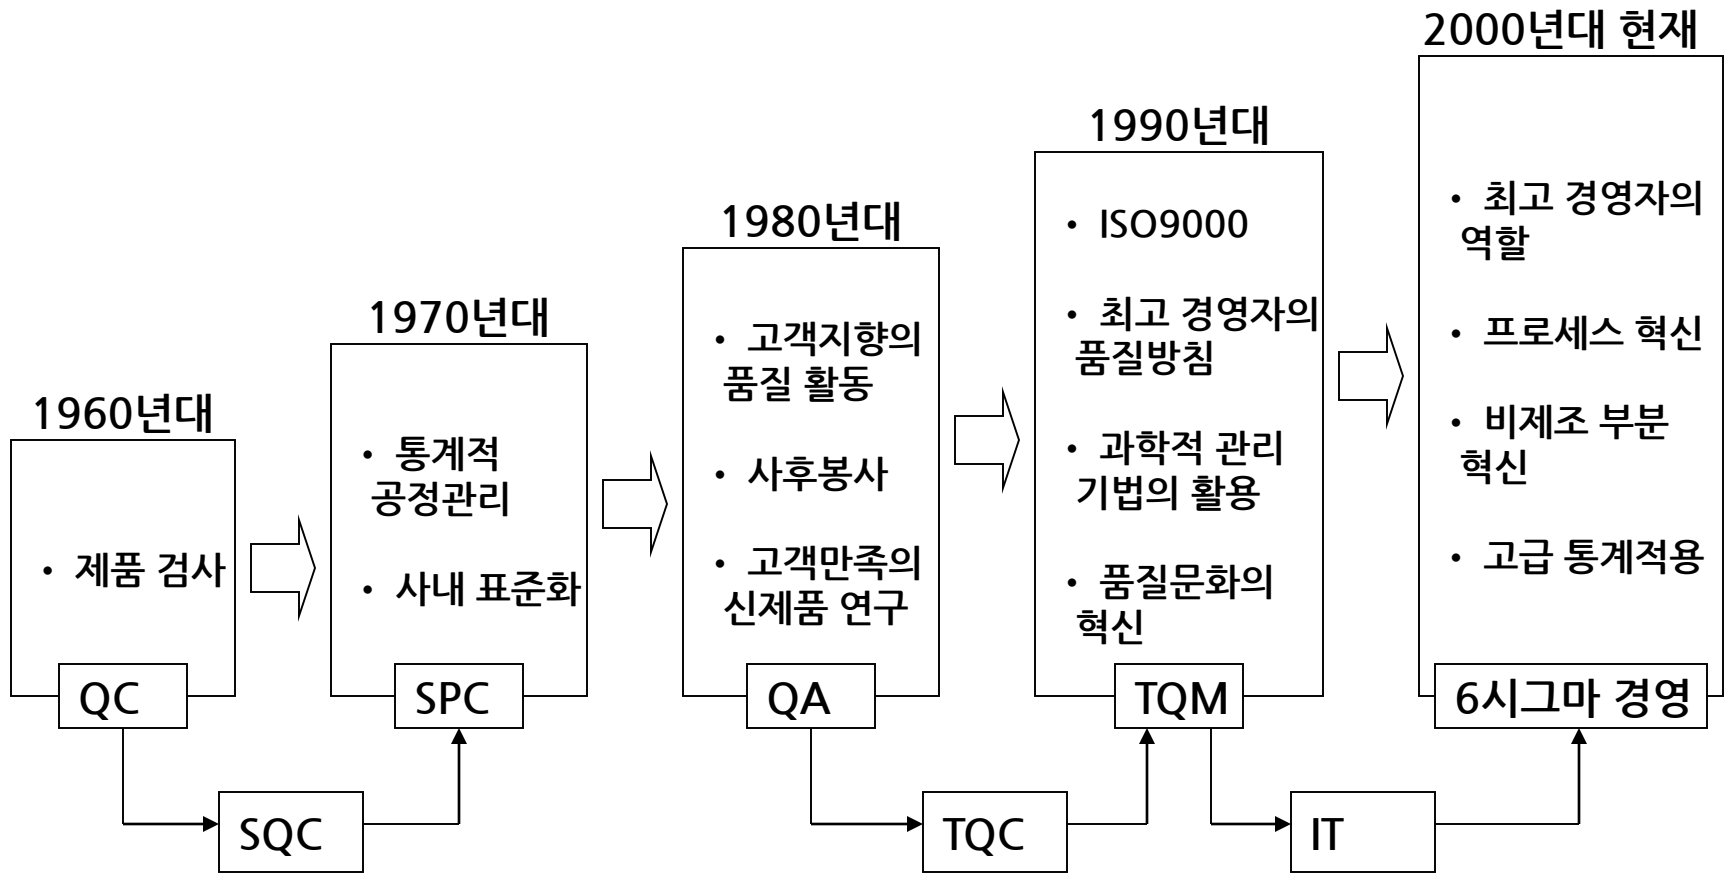 1960년대
• 제품 검사
QC
SQC
1970년대
• 통계적
공정관리
• 사내 표준화
SPC
1980년대
• 고객지향의
품질 활동
• 사후봉사
• 고객만족의
신제품 연구
QA
TQC
1990년대
• ISO9000
• 최고 경영자의
품질방침
• 과학적 관리
기법의 활용
• 품질문화의
혁신
TQM
IT
2000년대 현재
• 최고 경영자의
역할
• 프로세스 혁신
• 비제조 부분
혁신
• 고급 통계적용
6시그마 경영